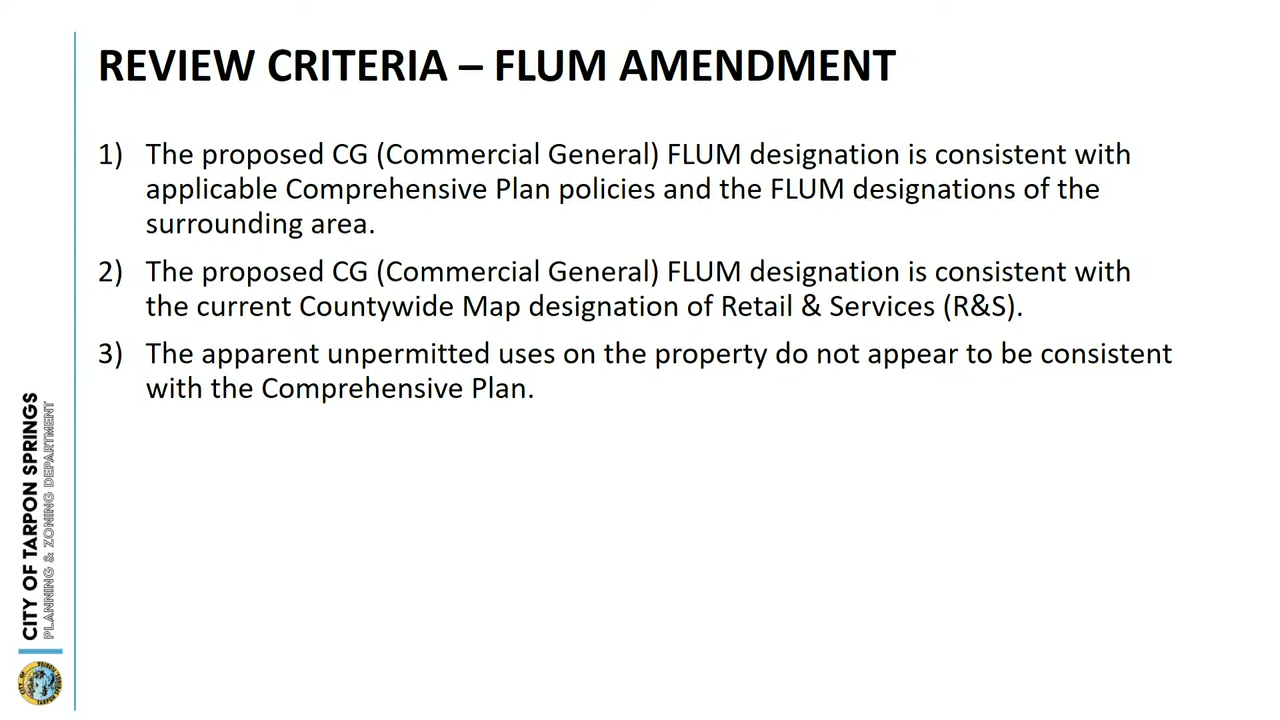 REVIEW CRITERIA – FLUM AMENDMENT
1) The proposed CG (Commercial General) FLUM designation is consistent with
applicable Comprehensive Plan policies and the FLUM designations of the
surrounding area.
2) The proposed CG (Commercial General) FLUM designation is consistent with
the current Countywide Map designation of Retail & Services (R&S).
3) The apparent unpermitted uses on the property do not appear to be consistent
with the Comprehensive Plan.
CITY OF TARPON SPRINGS
PLANNING & ZONING DEPARTMENT